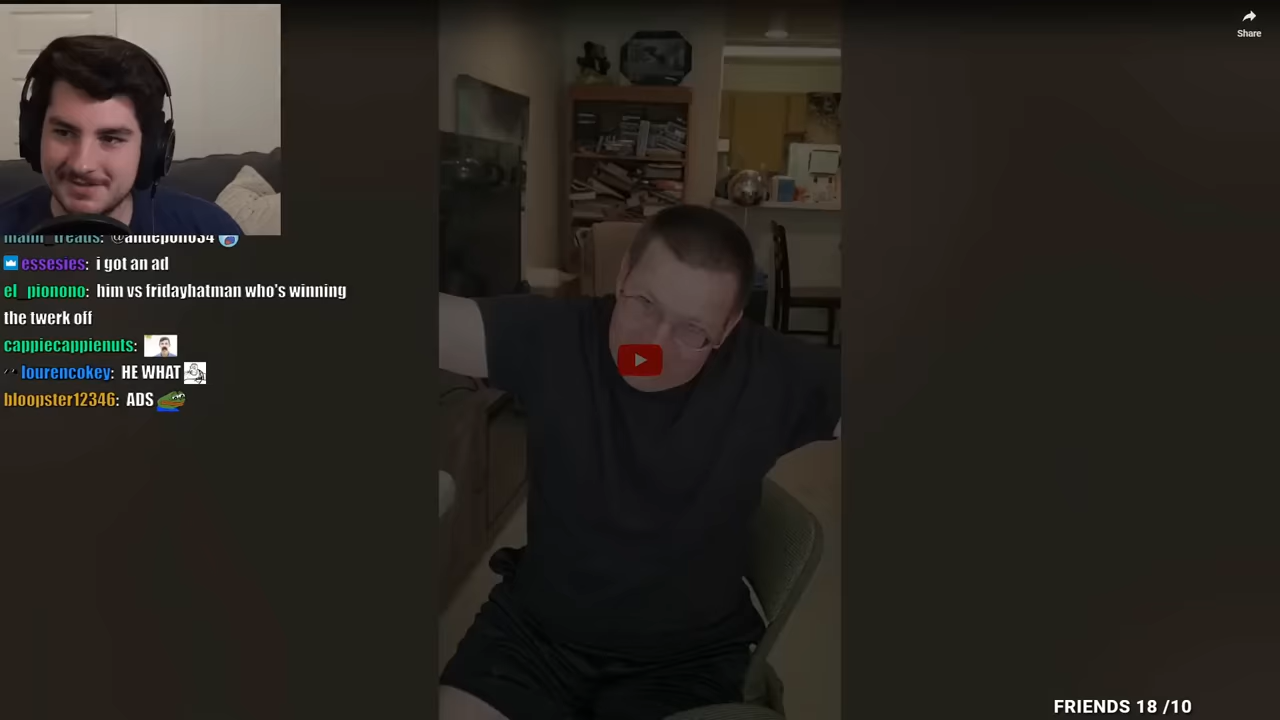 @andepono34
essesies: i got an ad
el_pionono: him vs fridayhatman who's winning
the twerk off
cappiecappienuts:
lourencokey: HE WHAT
bloopster12346: ADS
Share
FRIENDS 18 /10